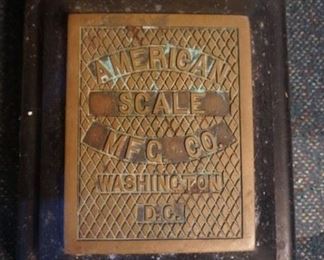 AMERICAN
SCALE
MFG. CO.
WASHINGTON
D.C.